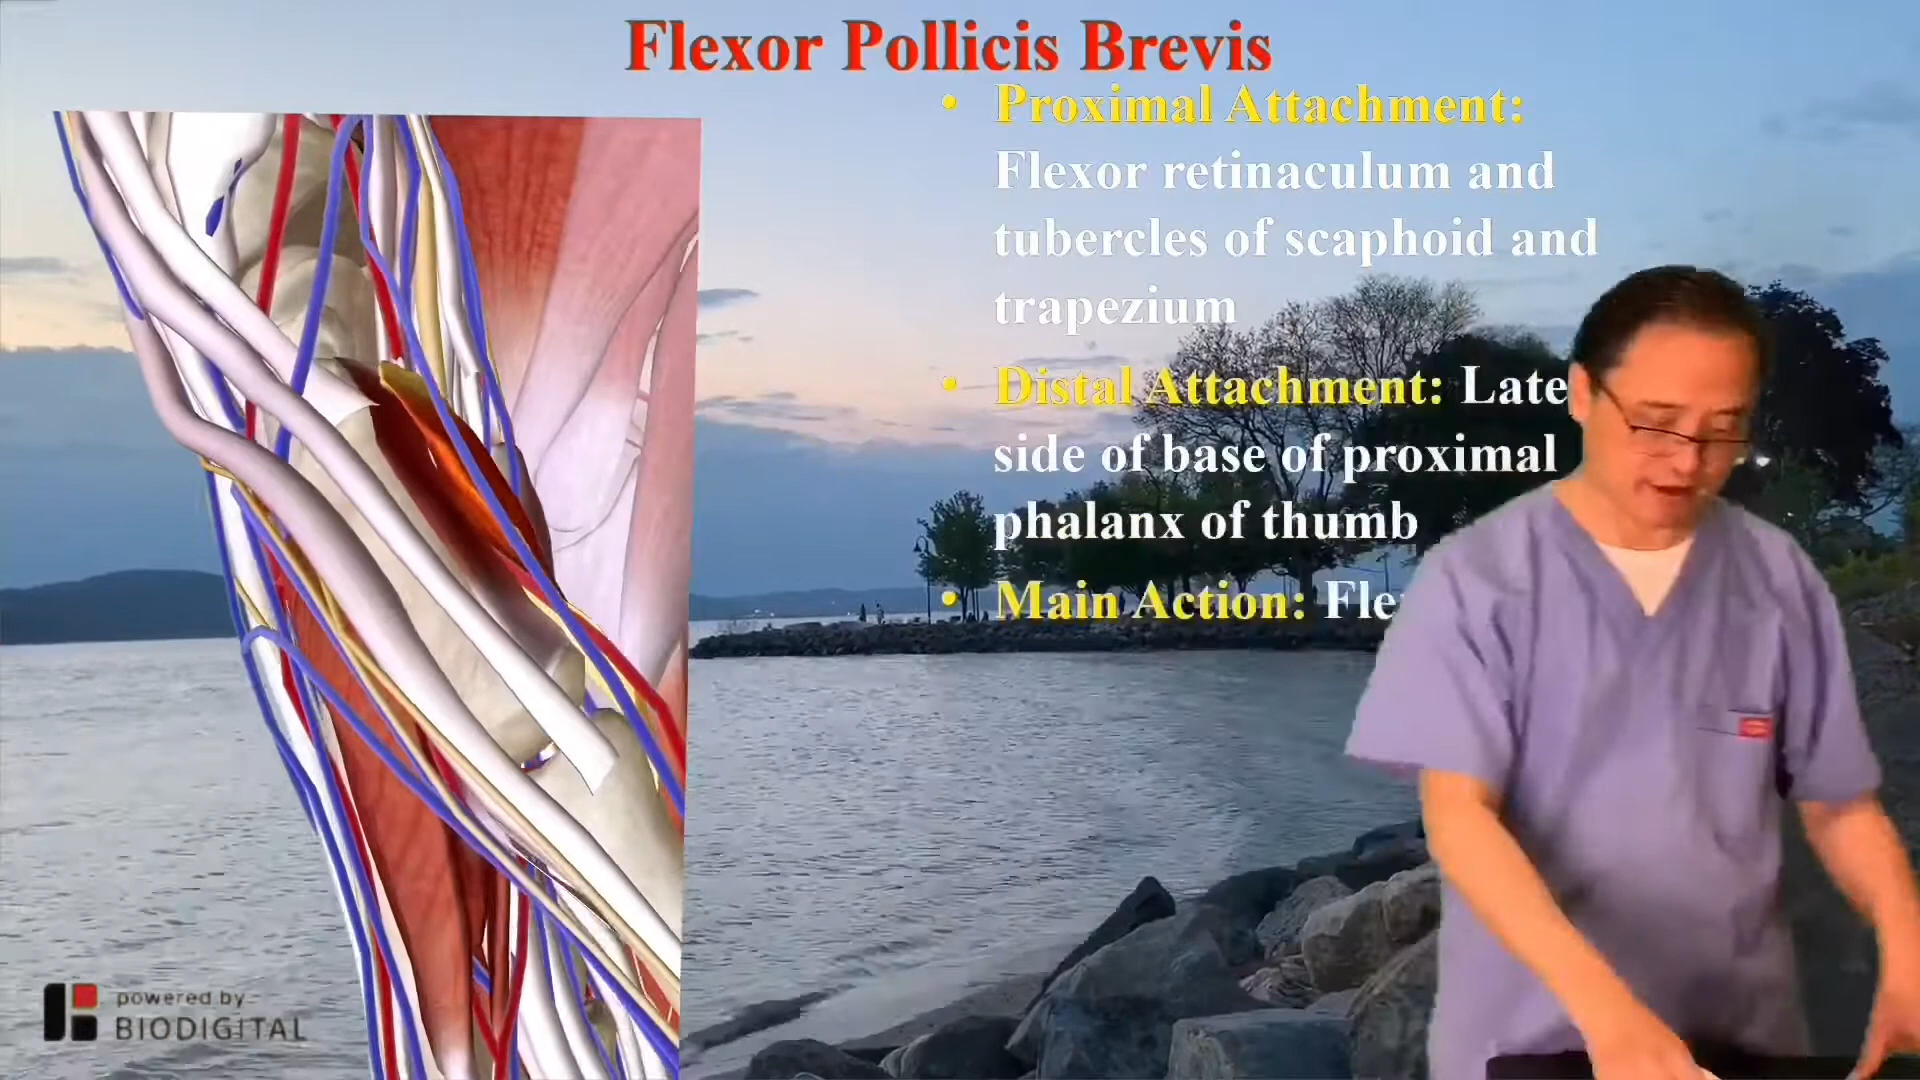 Flexor Pollicis Brevis
• Proximal Attachment:
Flexor retinaculum and
tubercles of scaphoid and
trapezium
• Distal Attachment: Late
side of base of proximal
phalanx of thumb
• Main Action: Fle
powered by
BIODIGITAL